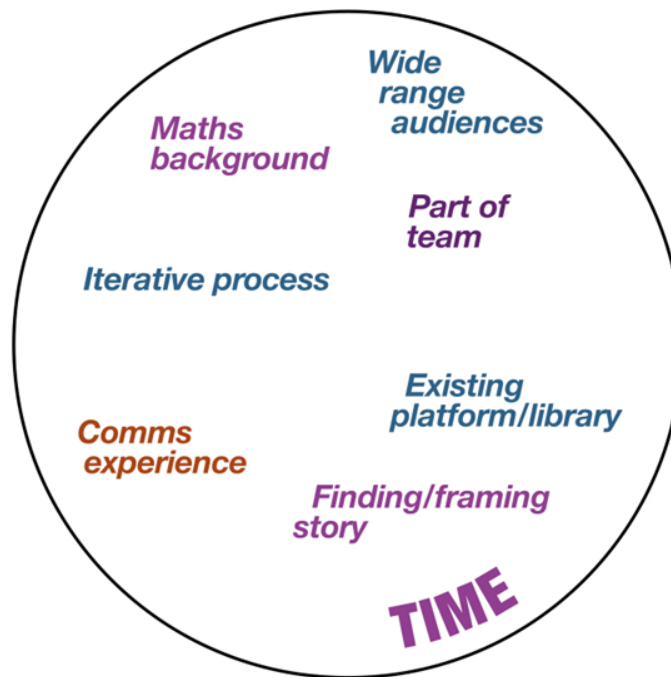 Wide
range
audiences
Maths
background
Part of
team
Iterative process
Existing
platform/library
Comms
experience
Finding/framing
story
TIME